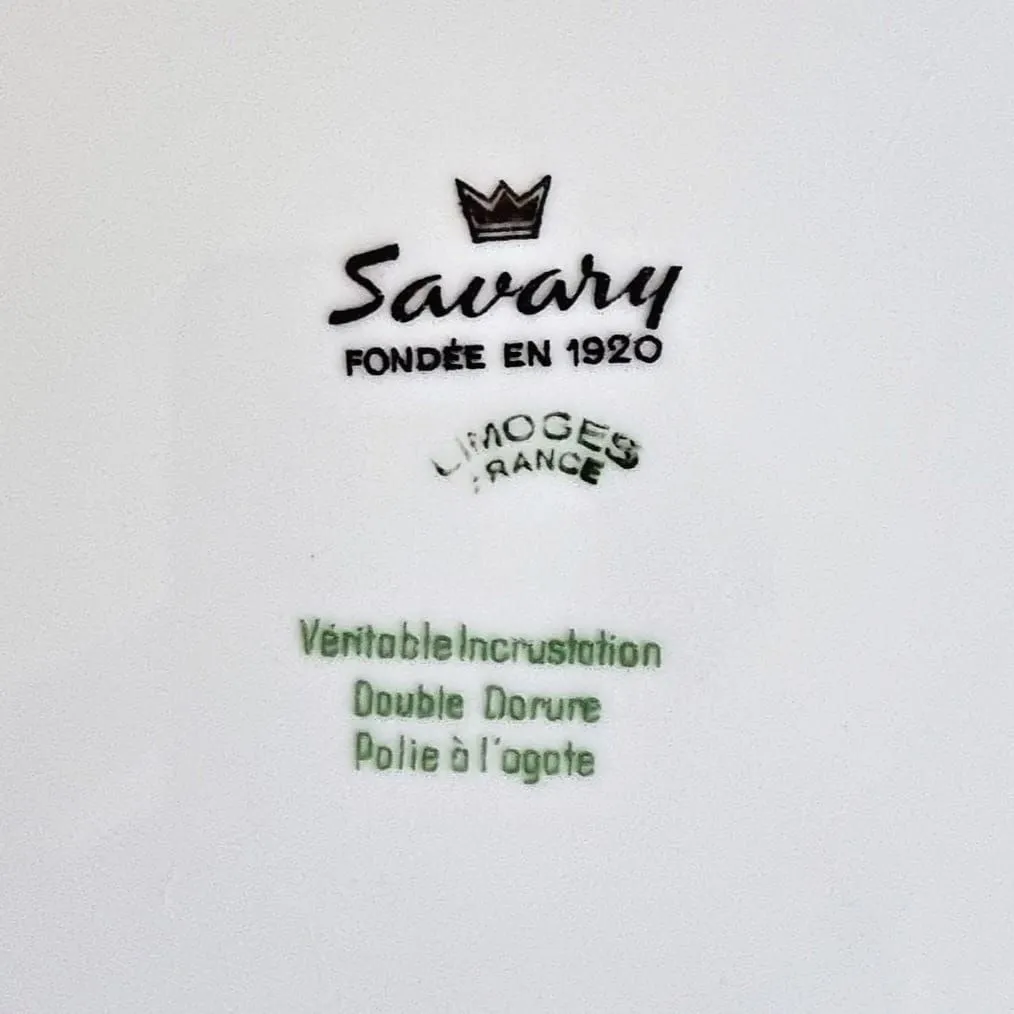 Savary
FONDÉE EN 1920
LIMOGES
FRANCE
Véritable Incrustation
Double Dorure
Polie à l'agate